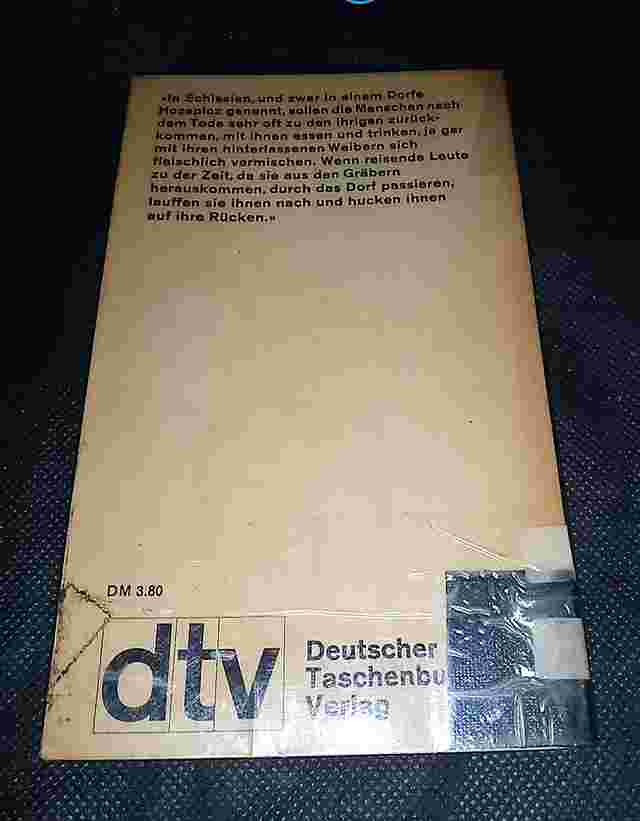 »In Schlesien, und zwar in einem Dorfe
Hozeploz genannt, sollen die Menschen nach
dem Tode sehr oft zu den ihrigen zurück-
kommen, mit ihnen essen und trinken, ja gar
mit ihren hinterlassenen Weibern sich
fleischlich vermischen. Wenn reisende Leute
zu der Zeit, da sie aus den Gräbern
herauskommen, durch das Dorf passieren,
lauffen sie ihnen nach und hucken ihnen
auf ihre Rücken.«
DM 3.80
dtv
Deutscher
Taschenbu
Verlag